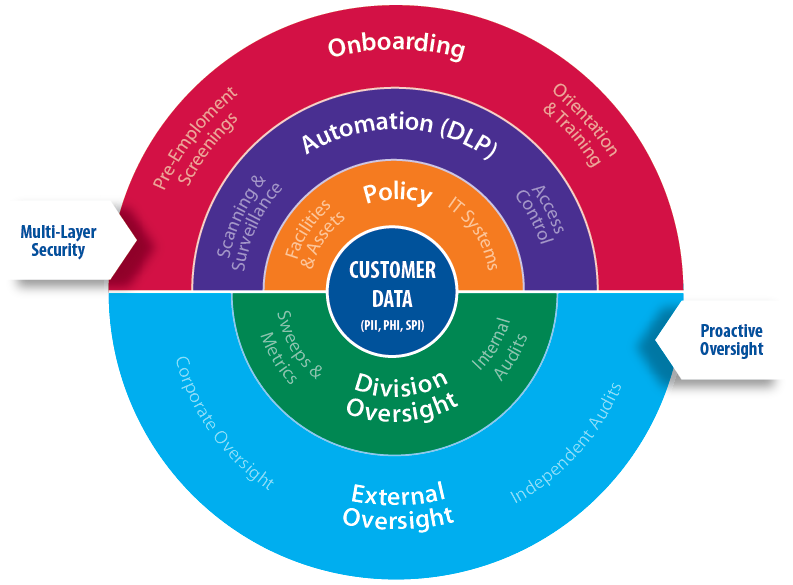 Onboarding
Pre-Emploment
Screenings
Orientation
& Training
Automation (DLP)
Scanning &
Surveillance
Access
Control
Policy
Facilities
& Assets
IT Systems
Multi-Layer
Security
CUSTOMER
DATA
(PII, PHI, SPI)
Proactive
Oversight
Sweeps &
Metrics
Internal
Audits
Division
Oversight
Corporate Oversight
Independent Audits
External
Oversight